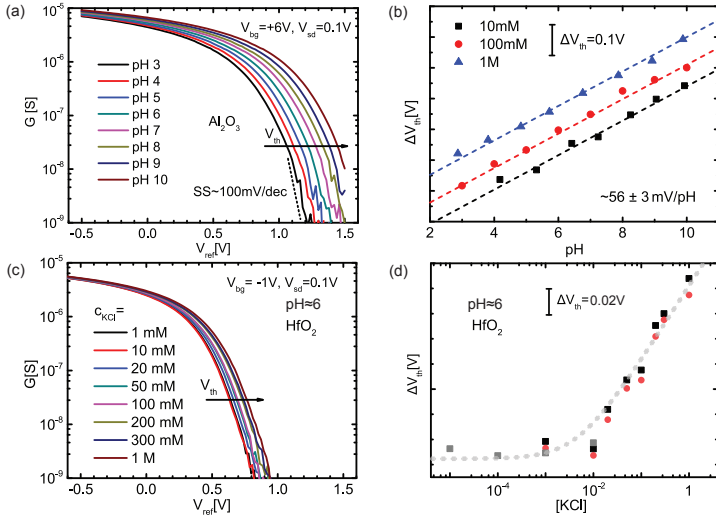 (a)
V_bg=+6V, V_sd=0.1V
10^-5
10^-6
10^-7
10^-8
10^-9
G [S]
pH 3
pH 4
pH 5
pH 6
pH 7
pH 8
pH 9
pH 10
Al2O3
V_th
SS~100mV/dec
-0.5 0.0 0.5 1.0 1.5
V_ref[V]
(b)
10mM
100mM
1M
ΔV_th=0.1V
ΔV_th[V]
~56 ± 3 mV/pH
2 4 6 8 10
pH
(c)
V_bg= -1V, V_sd=0.1V
pH≈6
HfO2
10^-5
10^-6
10^-7
10^-8
10^-9
G[S]
c_KCl=
1 mM
10 mM
20 mM
50 mM
100 mM
200 mM
300 mM
1 M
V_th
-0.5 0.0 0.5 1.0 1.5
V_ref[V]
(d)
pH≈6
HfO2
ΔV_th=0.02V
ΔV_th[V]
10^-4 10^-2 1
[KCl]